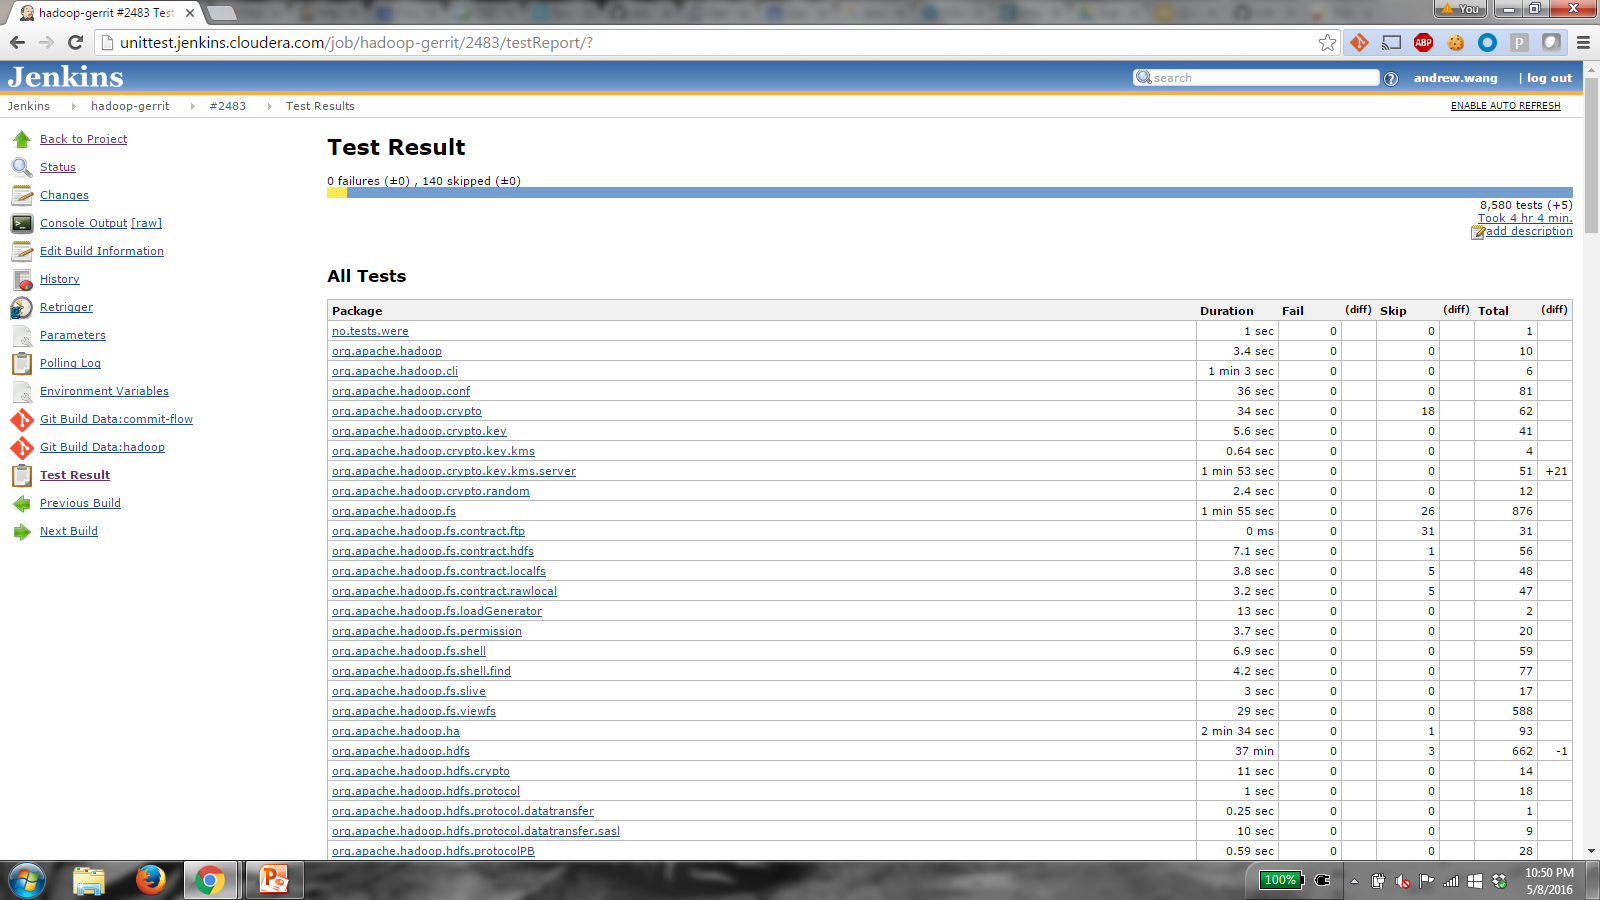 hadoop-gerrit #2483 Test
You
unittest.jenkins.cloudera.com/job/hadoop-gerrit/2483/testReport/?
ABP
P
Jenkins
search
?
andrew.wang | log out
Jenkins hadoop-gerrit #2483 Test Results
ENABLE AUTO REFRESH
Back to Project
Status
Changes
Console Output [raw]
Edit Build Information
History
Retrigger
Parameters
Polling Log
Environment Variables
Git Build Data:commit-flow
Git Build Data:hadoop
Test Result
Previous Build
Next Build
Test Result
0 failures (±0) , 140 skipped (±0)
8,580 tests (+5)
Took 4 hr 4 min.
add description
All Tests
Package Duration Fail (diff) Skip (diff) Total (diff)
no.tests.were 1 sec 0 0 1
org.apache.hadoop 3.4 sec 0 0 10
org.apache.hadoop.cli 1 min 3 sec 0 0 6
org.apache.hadoop.conf 36 sec 0 0 81
org.apache.hadoop.crypto 34 sec 0 18 62
org.apache.hadoop.crypto.key 5.6 sec 0 0 41
org.apache.hadoop.crypto.key.kms 0.64 sec 0 0 4
org.apache.hadoop.crypto.key.kms.server 1 min 53 sec 0 0 51 +21
org.apache.hadoop.crypto.random 2.4 sec 0 0 12
org.apache.hadoop.fs 1 min 55 sec 0 26 876
org.apache.hadoop.fs.contract.ftp 0 ms 0 31 31
org.apache.hadoop.fs.contract.hdfs 7.1 sec 0 1 56
org.apache.hadoop.fs.contract.localfs 3.8 sec 0 5 48
org.apache.hadoop.fs.contract.rawlocal 3.2 sec 0 5 47
org.apache.hadoop.fs.loadGenerator 13 sec 0 0 2
org.apache.hadoop.fs.permission 3.7 sec 0 0 20
org.apache.hadoop.fs.shell 6.9 sec 0 0 59
org.apache.hadoop.fs.shell.find 4.2 sec 0 0 77
org.apache.hadoop.fs.slive 3 sec 0 0 17
org.apache.hadoop.fs.viewfs 29 sec 0 0 588
org.apache.hadoop.ha 2 min 34 sec 0 1 93
org.apache.hadoop.hdfs 37 min 0 3 662 -1
org.apache.hadoop.hdfs.crypto 11 sec 0 0 14
org.apache.hadoop.hdfs.protocol 1 sec 0 0 18
org.apache.hadoop.hdfs.protocol.datatransfer 0.25 sec 0 0 1
org.apache.hadoop.hdfs.protocol.datatransfer.sasl 10 sec 0 0 9
org.apache.hadoop.hdfs.protocolPB 0.59 sec 0 0 28
100%
10:50 PM
5/8/2016